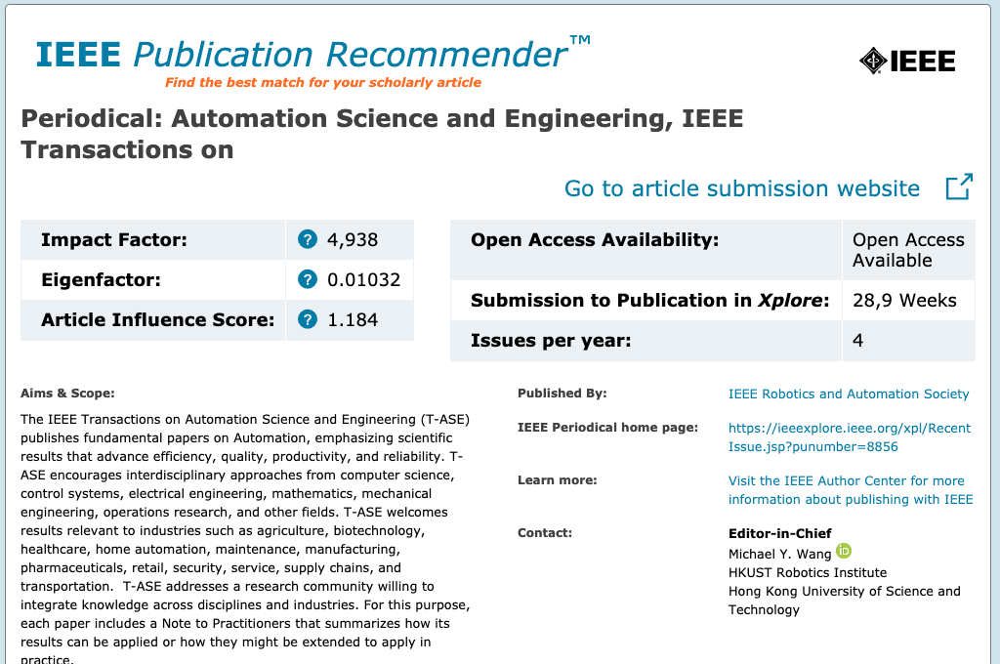 IEEE Publication Recommender™
Find the best match for your scholarly article
IEEE
Periodical: Automation Science and Engineering, IEEE
Transactions on
Go to article submission website
Impact Factor: ? 4,938
Eigenfactor: ? 0.01032
Article Influence Score: ? 1.184
Open Access Availability: Open Access
Available
Submission to Publication in Xplore: 28,9 Weeks
Issues per year: 4
Aims & Scope:
The IEEE Transactions on Automation Science and Engineering (T-ASE)
publishes fundamental papers on Automation, emphasizing scientific
results that advance efficiency, quality, productivity, and reliability. T-
ASE encourages interdisciplinary approaches from computer science,
control systems, electrical engineering, mathematics, mechanical
engineering, operations research, and other fields. T-ASE welcomes
results relevant to industries such as agriculture, biotechnology,
healthcare, home automation, maintenance, manufacturing,
pharmaceuticals, retail, security, service, supply chains, and
transportation.  T-ASE addresses a research community willing to
integrate knowledge across disciplines and industries. For this purpose,
each paper includes a Note to Practitioners that summarizes how its
results can be applied or how they might be extended to apply in
practice.
Published By: IEEE Robotics and Automation Society
IEEE Periodical home page: https://ieeexplore.ieee.org/xpl/Recent
Issue.jsp?punumber=8856
Learn more: Visit the IEEE Author Center for more
information about publishing with IEEE
Contact: Editor-in-Chief
Michael Y. Wang iD
HKUST Robotics Institute
Hong Kong University of Science and
Technology